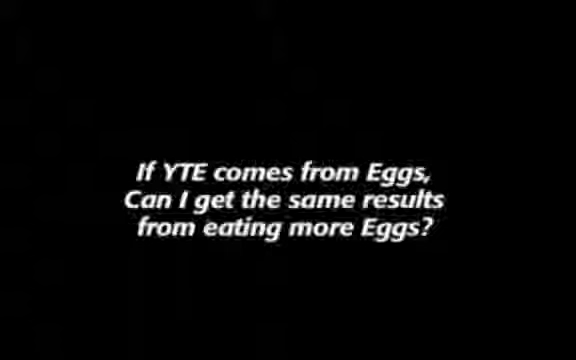 If YTE comes from Eggs,
Can I get the same results
from eating more Eggs?